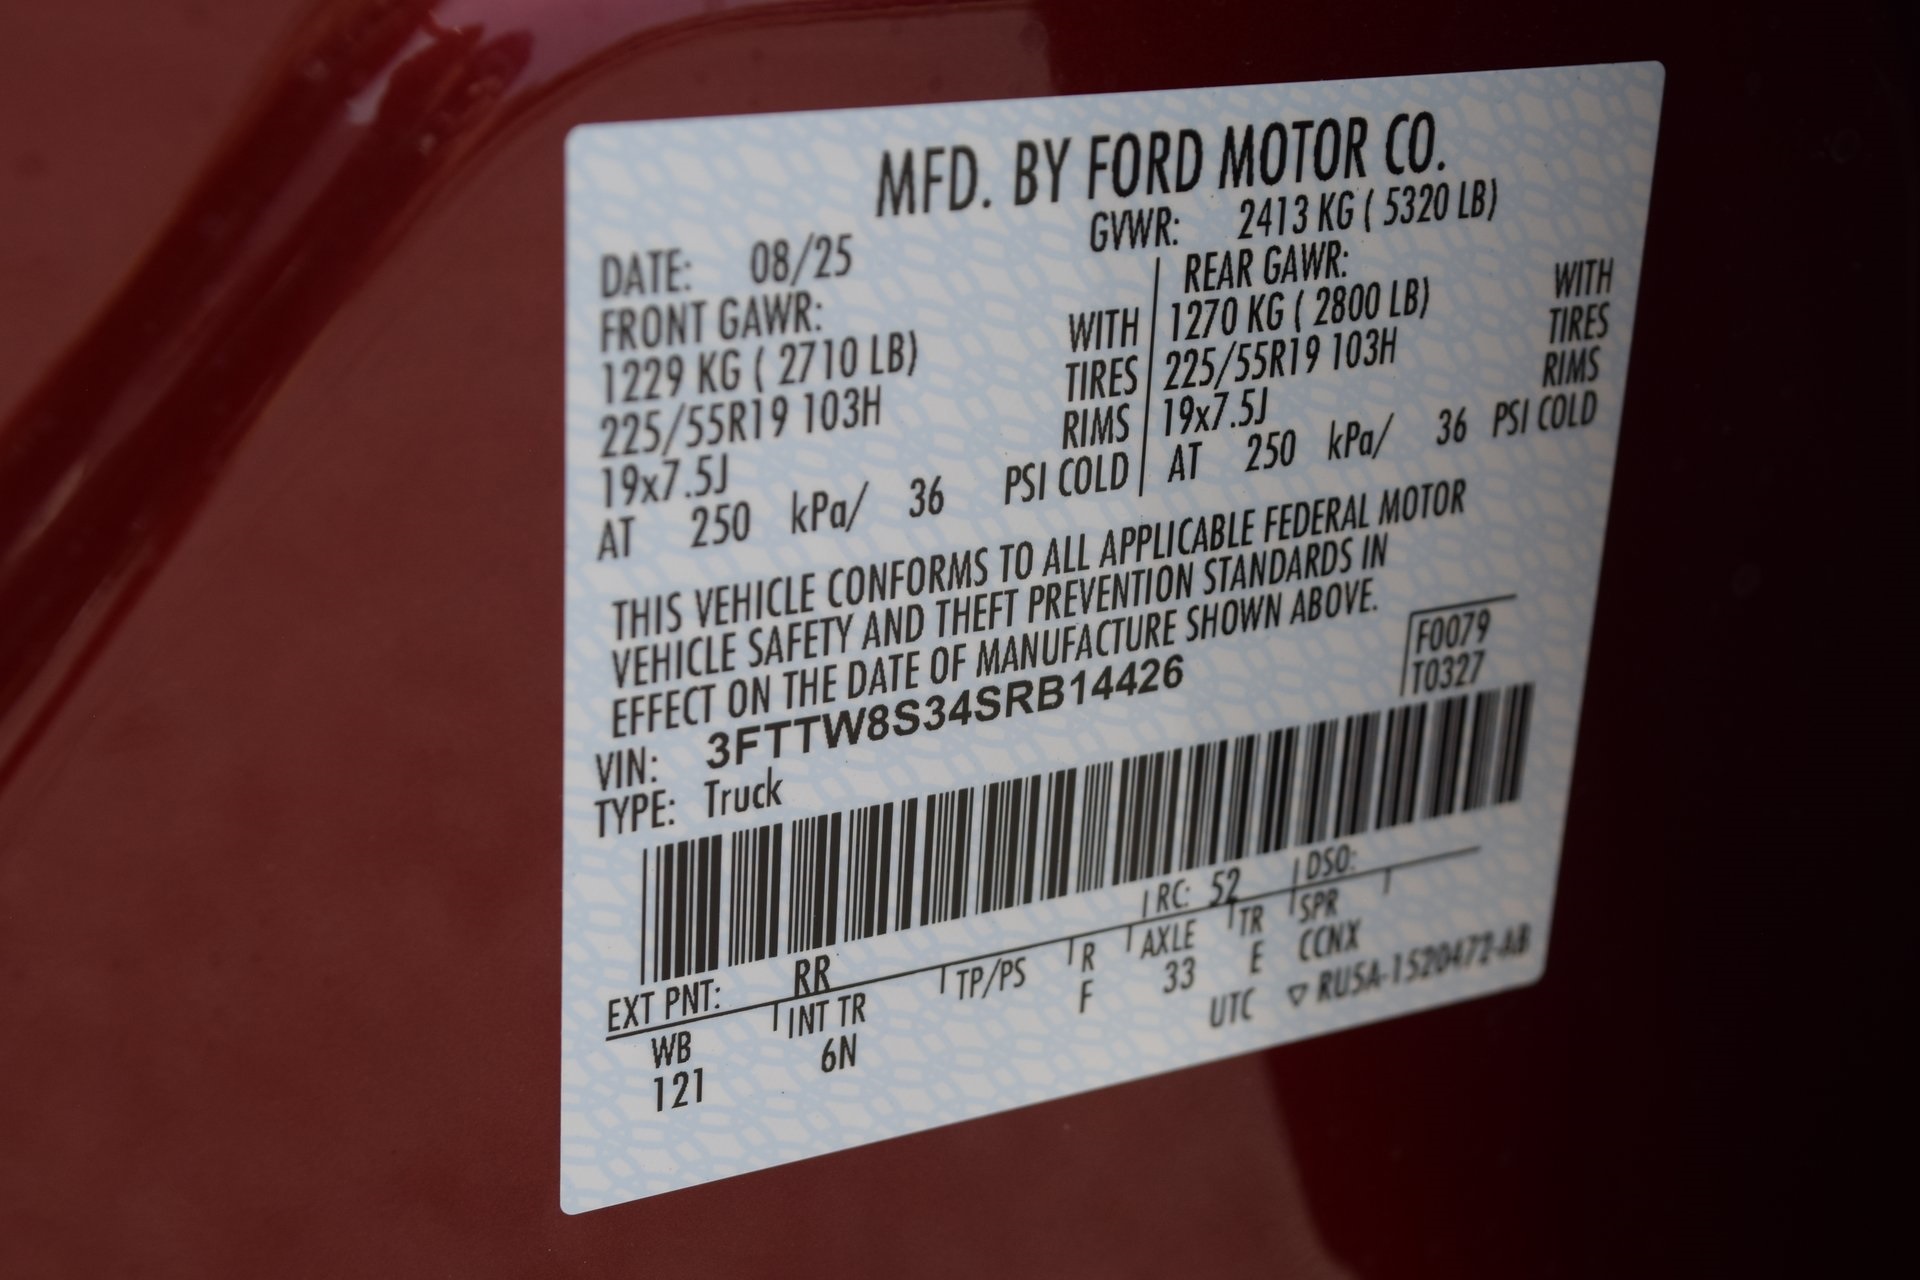 MFD. BY FORD MOTOR CO.
DATE: 08/25 GVWR: 2413 KG ( 5320 LB)
FRONT GAWR: REAR GAWR:
1229 KG ( 2710 LB) WITH 1270 KG ( 2800 LB) WITH
225/55R19 103H TIRES 225/55R19 103H TIRES
19x7.5J RIMS 19x7.5J RIMS
AT 250 kPa/ 36 PSI COLD AT 250 kPa/ 36 PSI COLD
THIS VEHICLE CONFORMS TO ALL APPLICABLE FEDERAL MOTOR
VEHICLE SAFETY AND THEFT PREVENTION STANDARDS IN
EFFECT ON THE DATE OF MANUFACTURE SHOWN ABOVE.
F0079
VIN: 3FTTW8S34SRB14426 T0327
TYPE: Truck
EXT PNT: RR RC: 52 DSO:
WB INT TR TP/PS R AXLE TR SPR
121 6N F 33 E CCNX
UTC ▽ RU5A-1520472-AB